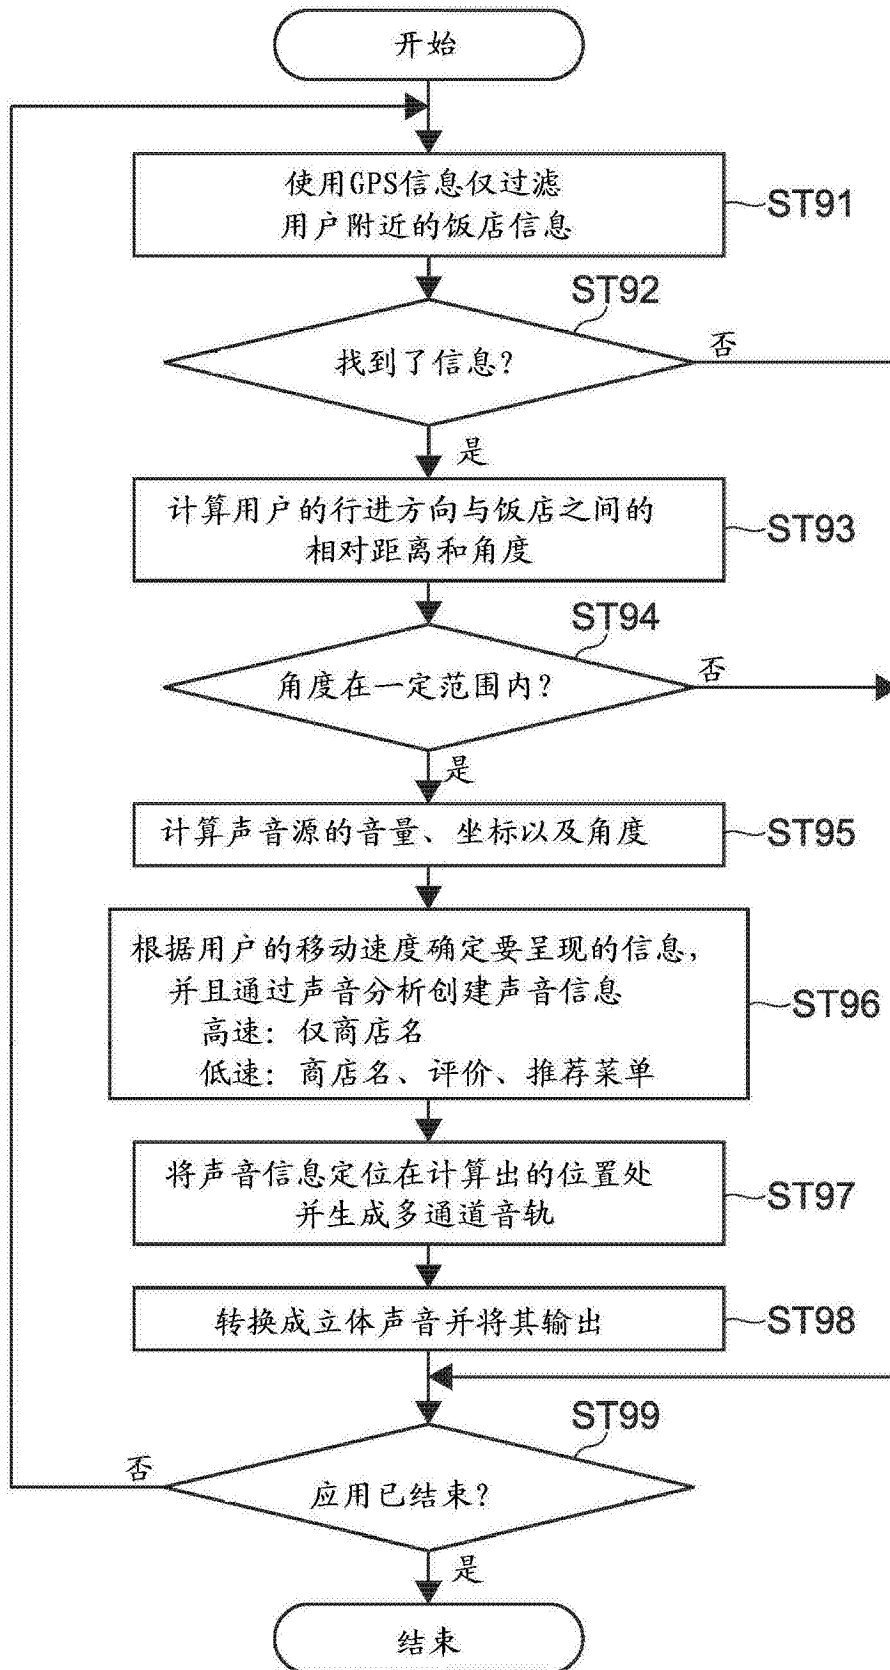 开始
使用GPS信息仅过滤
用户附近的饭店信息
ST91
ST92
找到了信息？
否
是
计算用户的行进方向与饭店之间的
相对距离和角度
ST93
ST94
角度在一定范围内？
否
是
计算声音源的音量、坐标以及角度
ST95
根据用户的移动速度确定要呈现的信息，
并且通过声音分析创建声音信息
高速：仅商店名
低速：商店名、评价、推荐菜单
ST96
将声音信息定位在计算出的位置处
并生成多通道音轨
ST97
转换成立体声音并将其输出
ST98
ST99
否
应用已结束？
是
结束